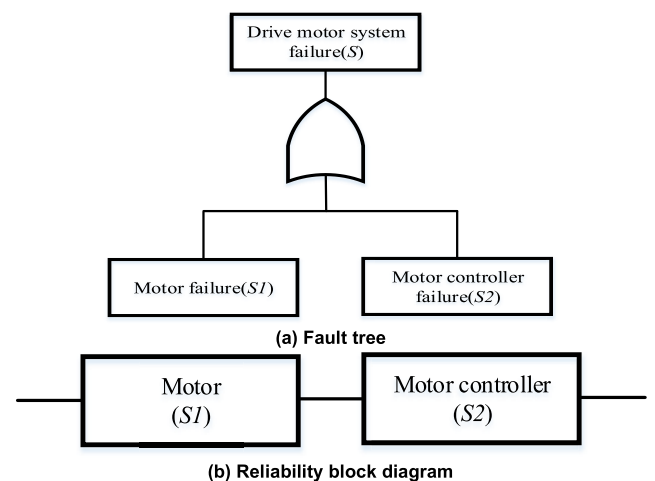 Drive motor system
failure(S)
Motor failure(S1)
Motor controller
failure(S2)
(a) Fault tree
Motor
(S1)
Motor controller
(S2)
(b) Reliability block diagram